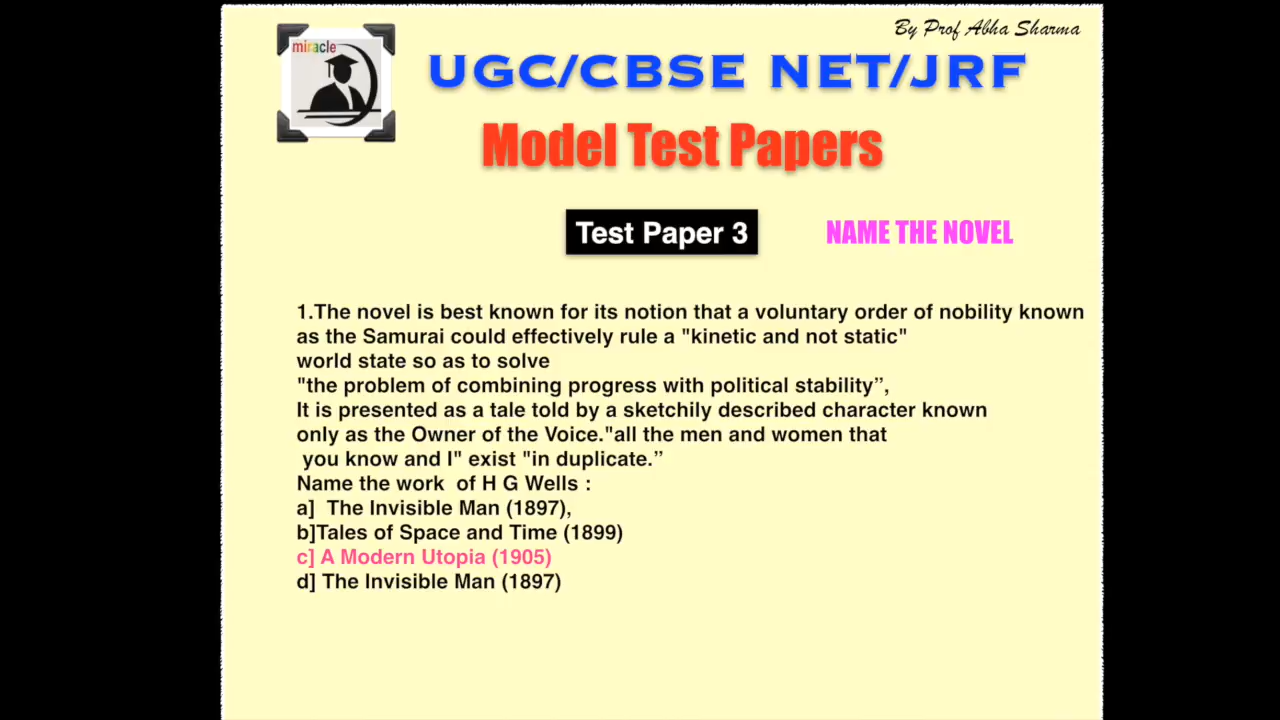 By Prof Abha Sharma
miracle
UGC/CBSE NET/JRF
Model Test Papers
Test Paper 3
NAME THE NOVEL
1.The novel is best known for its notion that a voluntary order of nobility known
as the Samurai could effectively rule a "kinetic and not static"
world state so as to solve
"the problem of combining progress with political stability”,
It is presented as a tale told by a sketchily described character known
only as the Owner of the Voice."all the men and women that
you know and I" exist "in duplicate.”
Name the work of H G Wells :
a] The Invisible Man (1897),
b]Tales of Space and Time (1899)
c] A Modern Utopia (1905)
d] The Invisible Man (1897)